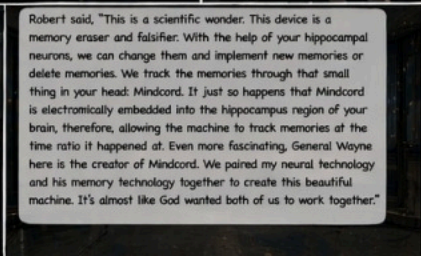 Robert said, "This is a scientific wonder. This device is a
memory eraser and falsifier. With the help of your hippocampal
neurons, we can change them and implement new memories or
delete memories. We track the memories through that small
thing in your head: Mindcord. It just so happens that Mindcord
is electromically embedded into the hippocampus region of your
brain, therefore, allowing the machine to track memories at the
time ratio it happened at. Even more fascinating, General Wayne
here is the creator of Mindcord. We paired my neural technology
and his memory technology together to create this beautiful
machine. It's almost like God wanted both of us to work together."